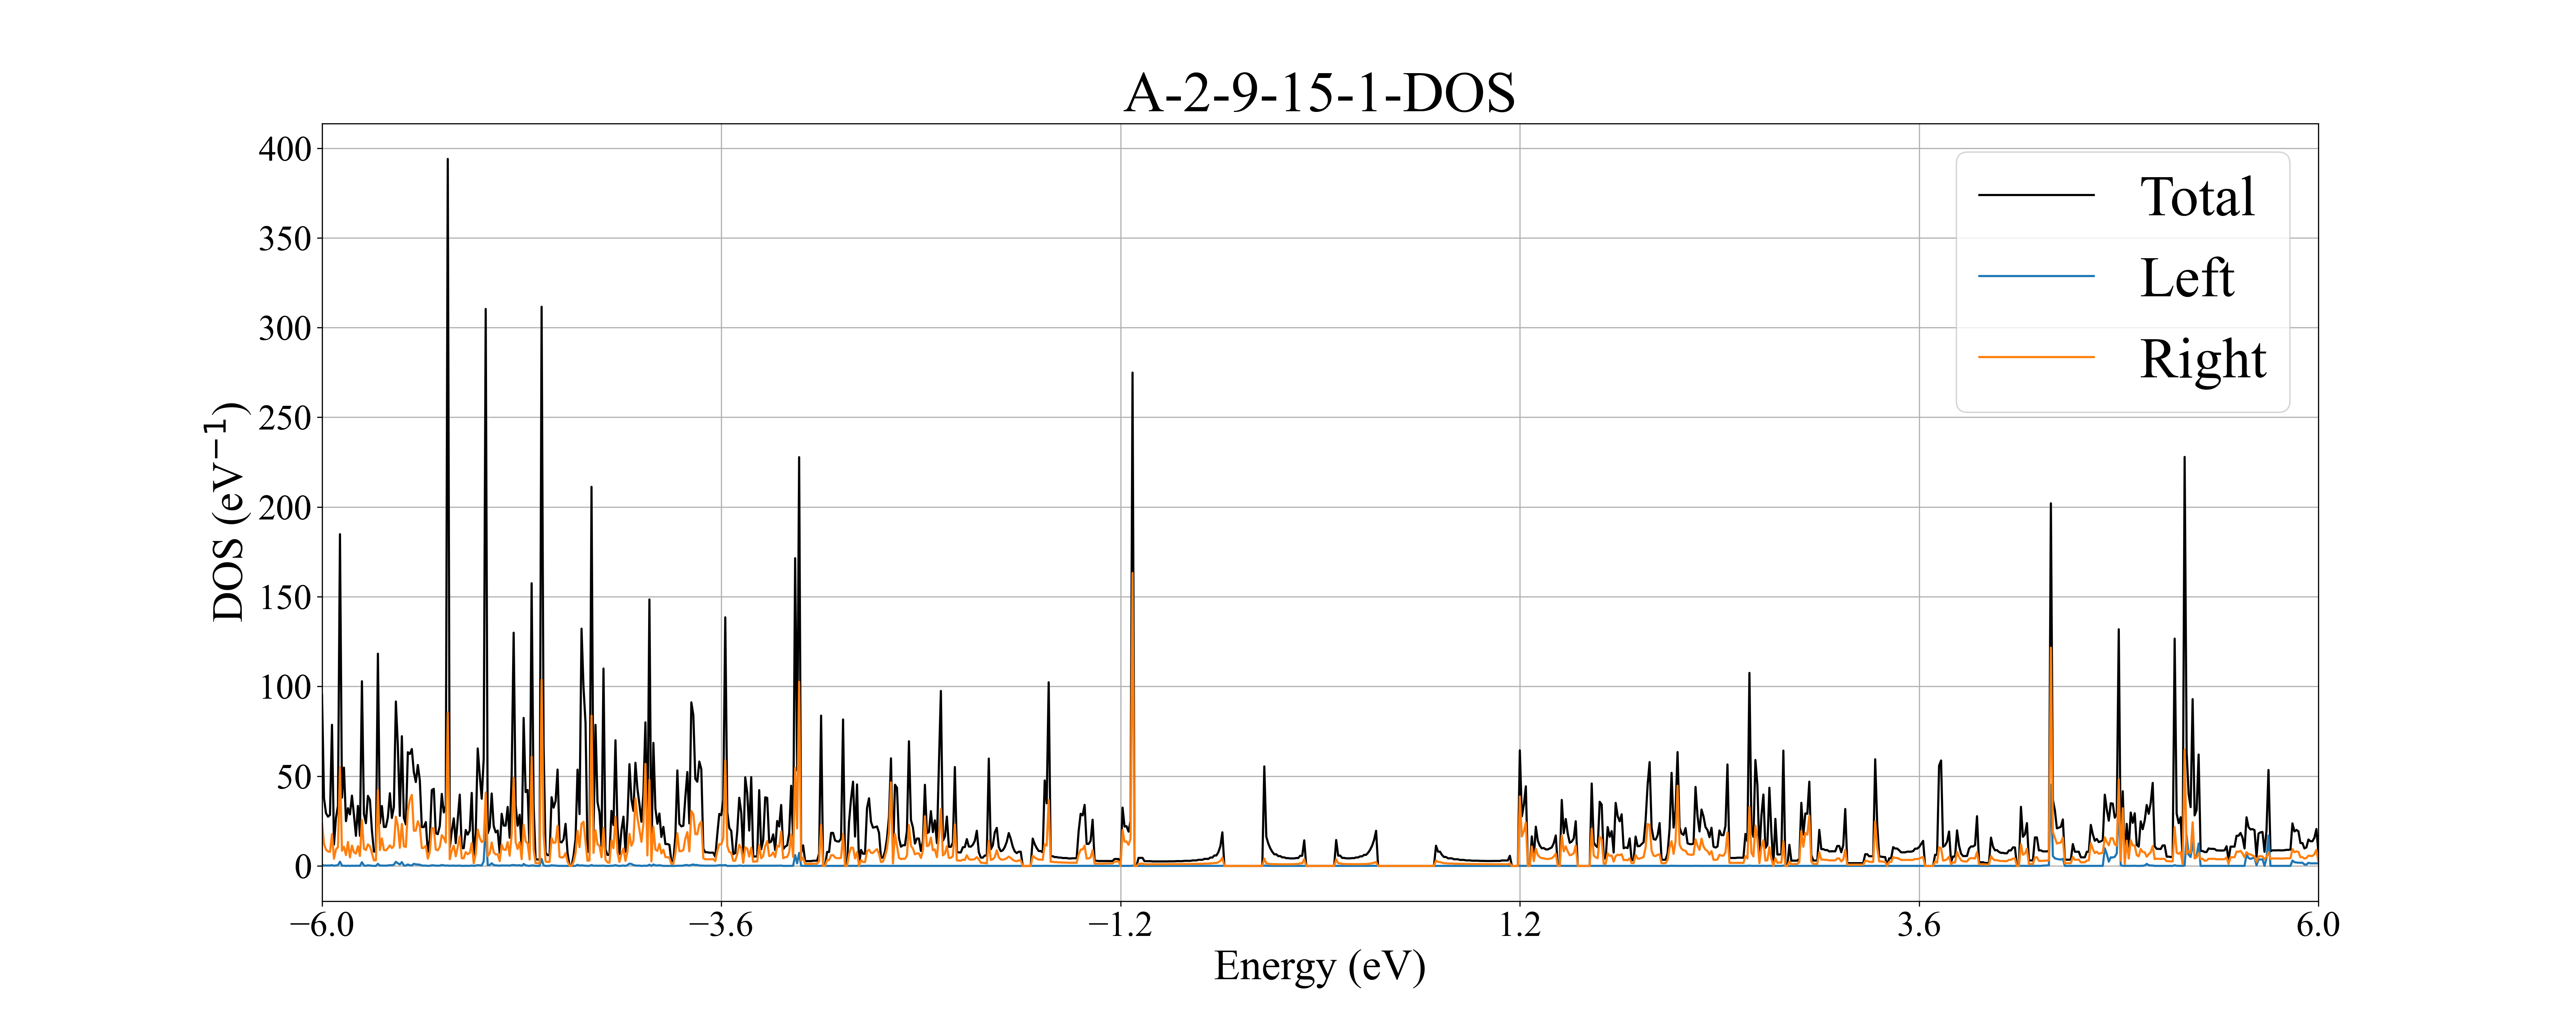 A-2-9-15-1-DOS
DOS (eV⁻¹)
400
350
300
250
200
150
100
50
0
Total
Left
Right
−6.0 −3.6 −1.2 1.2 3.6 6.0
Energy (eV)